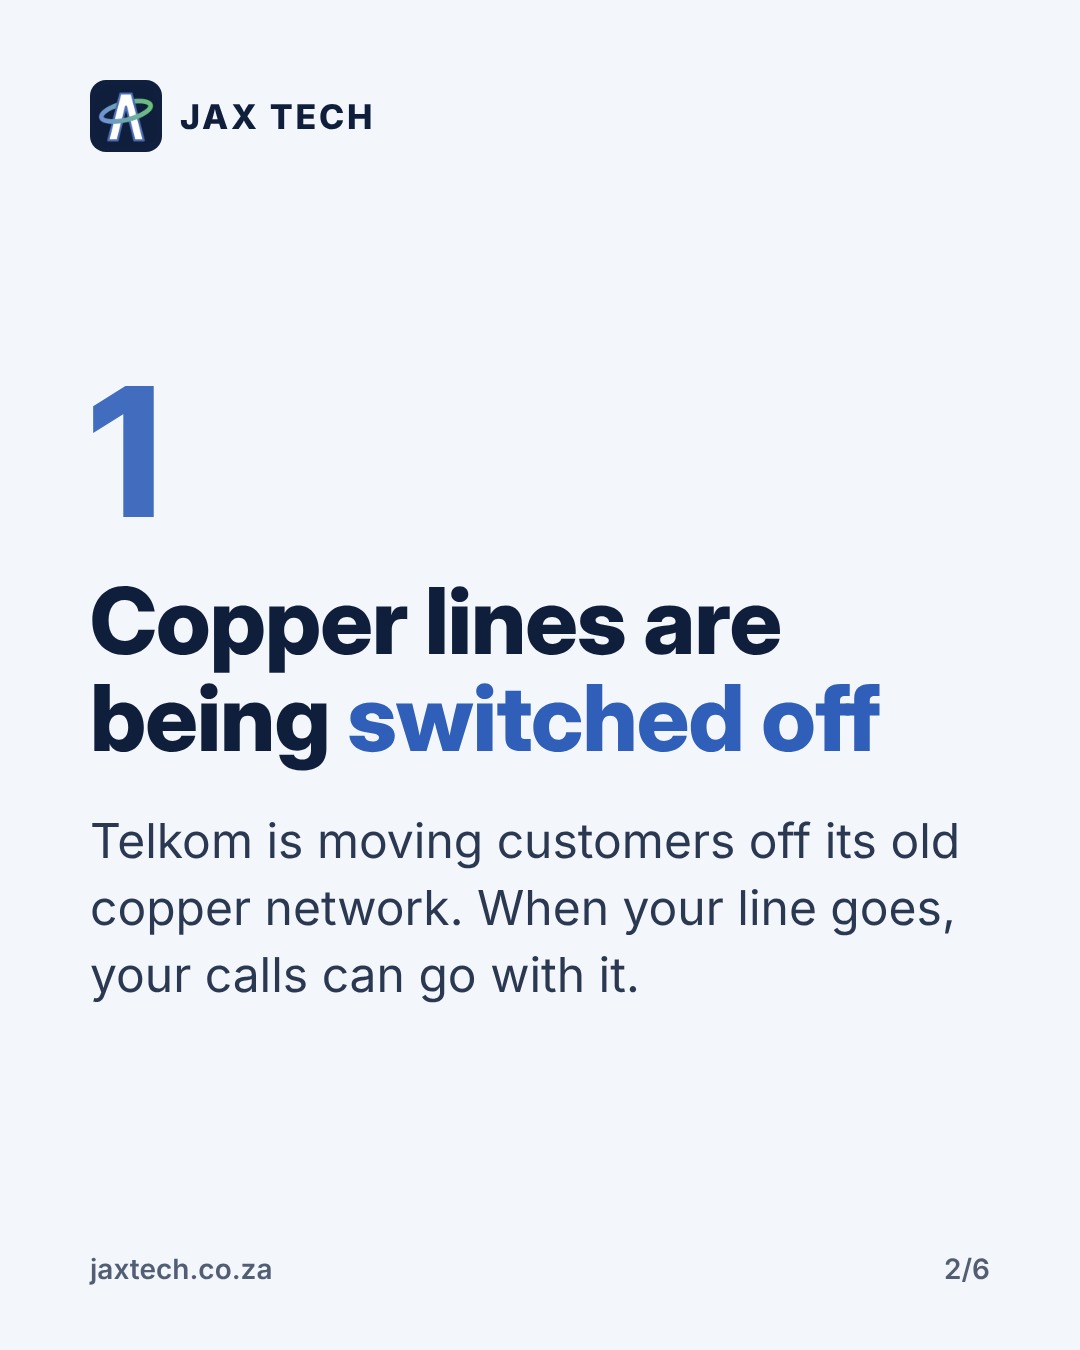 JAX TECH
1
Copper lines are
being switched off
Telkom is moving customers off its old
copper network. When your line goes,
your calls can go with it.
jaxtech.co.za
2/6